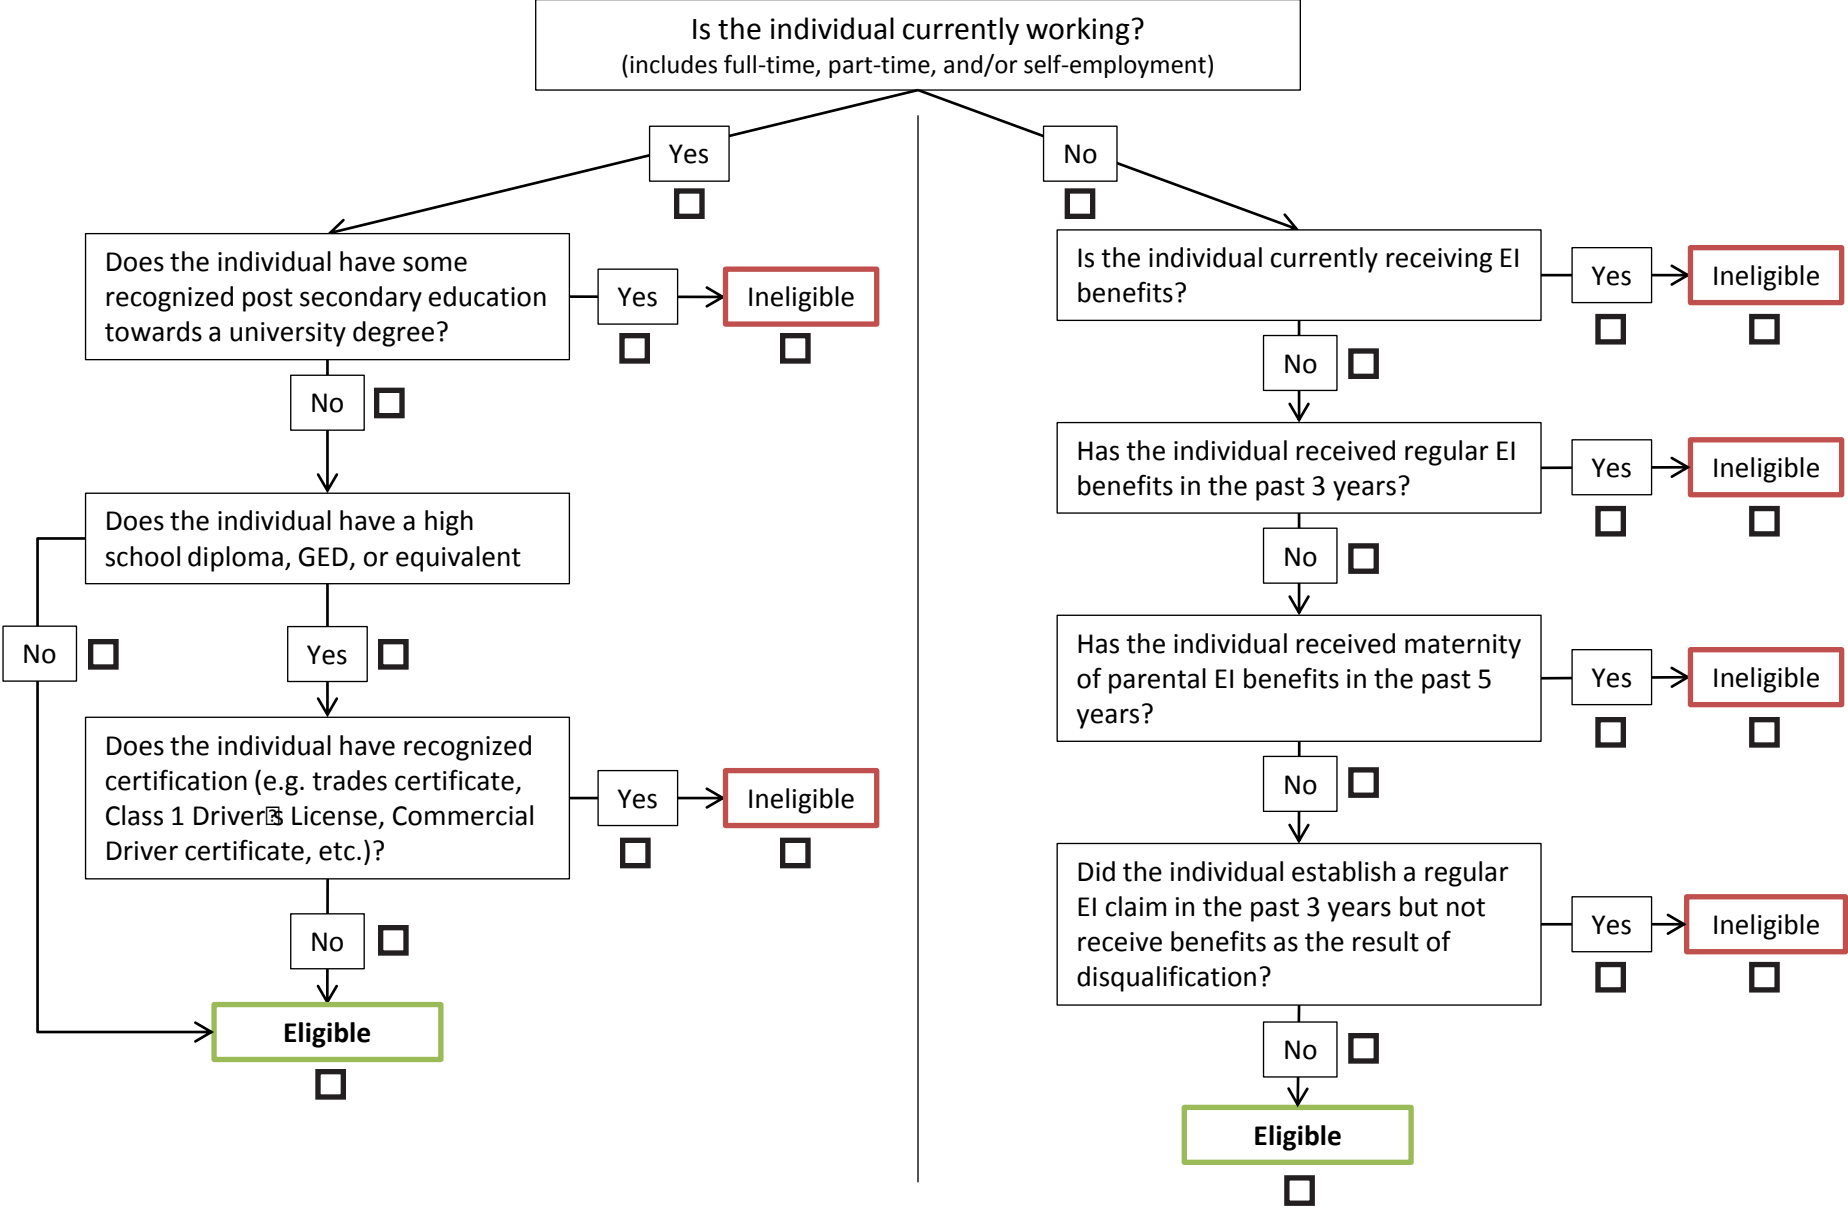 Is the individual currently working?
(includes full-time, part-time, and/or self-employment)
Yes
No
Does the individual have some
recognized post secondary education
towards a university degree?
Yes
Ineligible
No
Does the individual have a high
school diploma, GED, or equivalent
No
Yes
Does the individual have recognized
certification (e.g. trades certificate,
Class 1 Driver�s License, Commercial
Driver certificate, etc.)?
Yes
Ineligible
No
Eligible
Is the individual currently receiving EI
benefits?
Yes
Ineligible
No
Has the individual received regular EI
benefits in the past 3 years?
Yes
Ineligible
No
Has the individual received maternity
of parental EI benefits in the past 5
years?
Yes
Ineligible
No
Did the individual establish a regular
EI claim in the past 3 years but not
receive benefits as the result of
disqualification?
Yes
Ineligible
No
Eligible